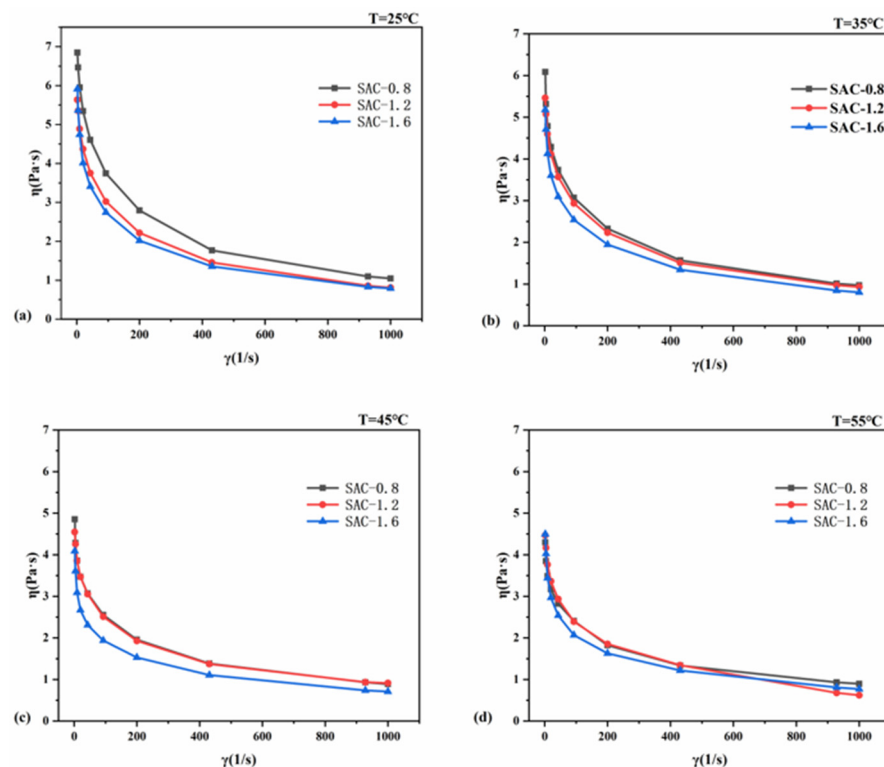 T=25℃
7
6
5
4
3
2
1
0
η(Pa·s)
SAC-0.8
SAC-1.2
SAC-1.6
0 200 400 600 800 1000
γ(1/s)
(a)
T=35℃
7
6
5
4
3
2
1
0
η(Pa·s)
SAC-0.8
SAC-1.2
SAC-1.6
0 200 400 600 800 1000
γ(1/s)
(b)
T=45℃
7
6
5
4
3
2
1
0
η(Pa·s)
SAC-0.8
SAC-1.2
SAC-1.6
0 200 400 600 800 1000
γ(1/s)
(c)
T=55℃
7
6
5
4
3
2
1
0
η(Pa·s)
SAC-0.8
SAC-1.2
SAC-1.6
0 200 400 600 800 1000
γ(1/s)
(d)